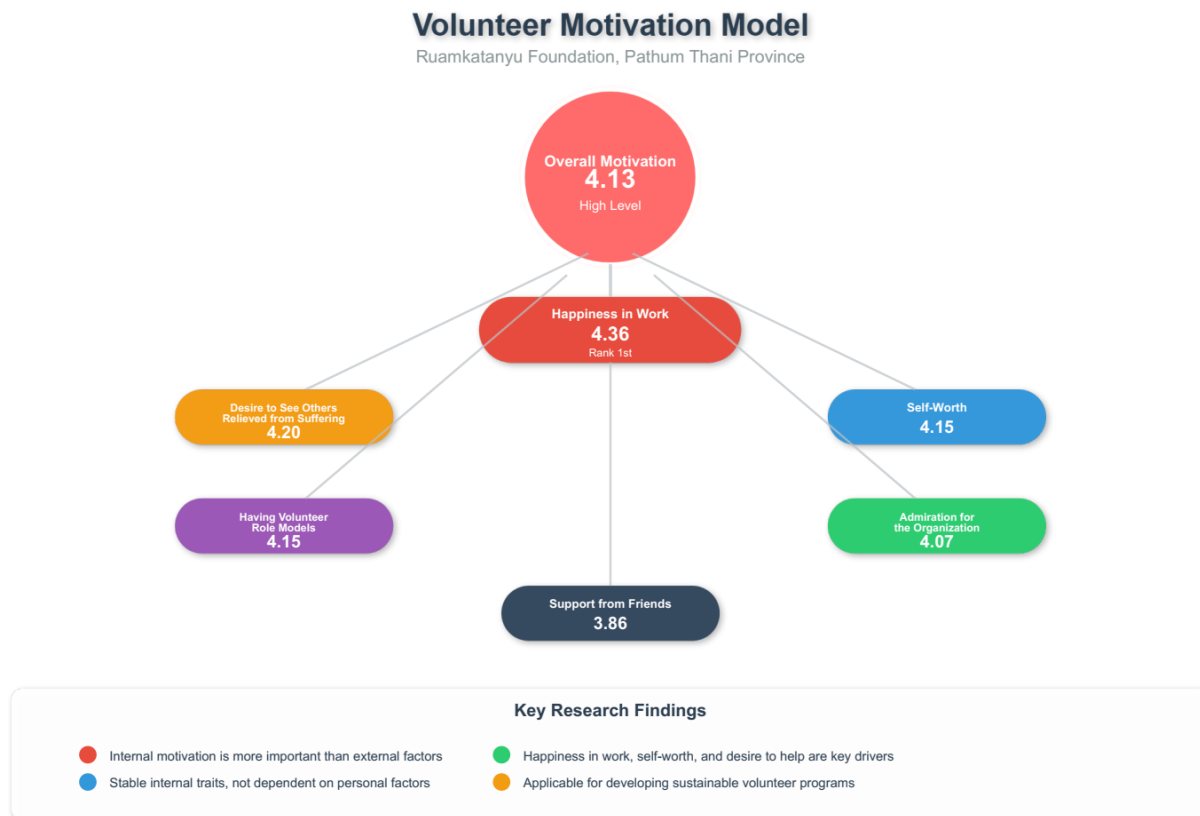 Volunteer Motivation Model
Ruamkatanyu Foundation, Pathum Thani Province
Overall Motivation
4.13
High Level
Happiness in Work
4.36
Rank 1st
Desire to See Others
Relieved from Suffering
4.20
Self-Worth
4.15
Having Volunteer
Role Models
4.15
Admiration for
the Organization
4.07
Support from Friends
3.86
Key Research Findings
Internal motivation is more important than external factors
Happiness in work, self-worth, and desire to help are key drivers
Stable internal traits, not dependent on personal factors
Applicable for developing sustainable volunteer programs